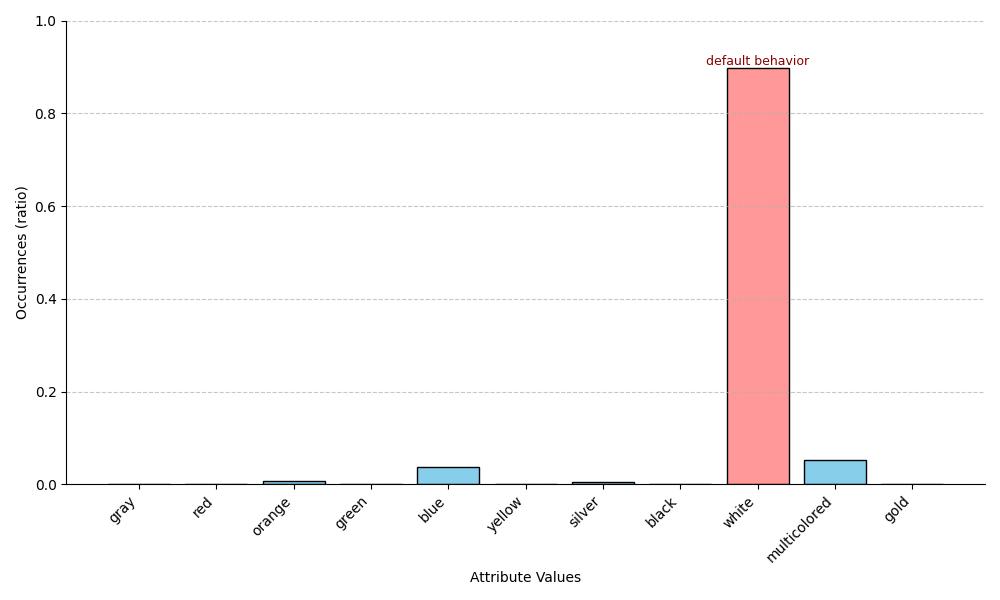 1.0
0.8
0.6
0.4
0.2
0.0
Occurrences (ratio)
default behavior
gray
red
orange
green
blue
yellow
silver
black
white
multicolored
gold
Attribute Values